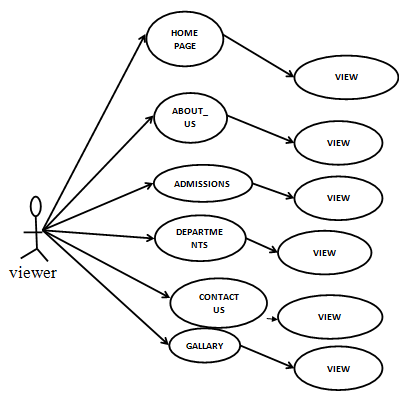 HOME
PAGE
VIEW
ABOUT_
US
VIEW
ADMISSIONS
VIEW
DEPARTME
NTS
VIEW
viewer
CONTACT
US
VIEW
GALLARY
VIEW